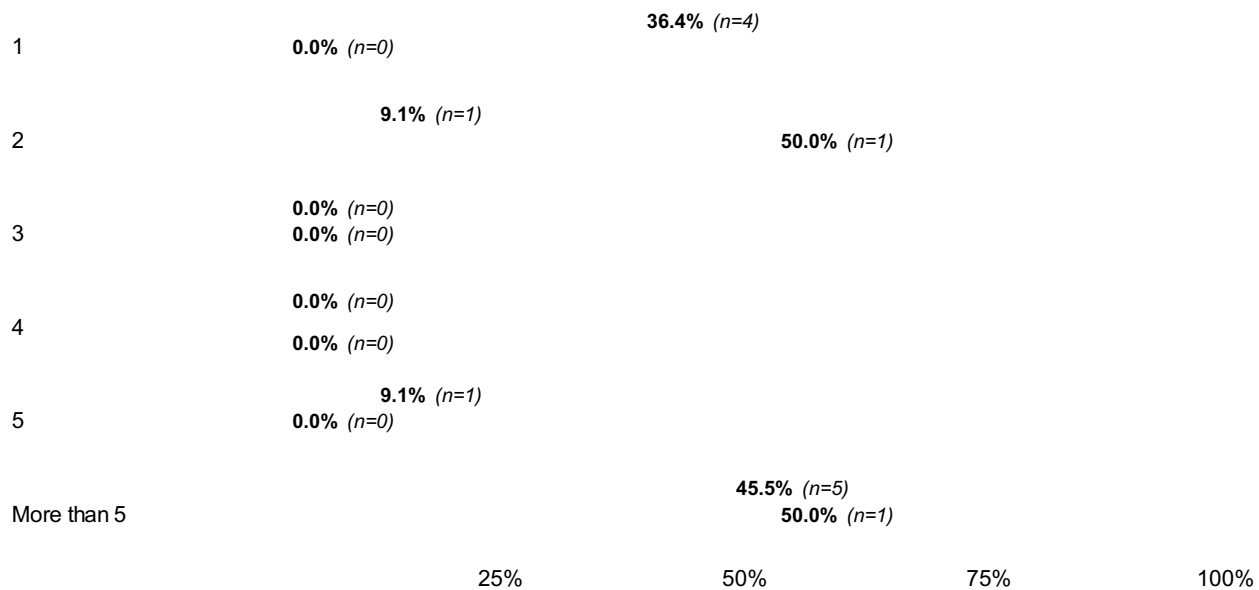 36.4% (n=4)
1
0.0% (n=0)
9.1% (n=1)
2
50.0% (n=1)
0.0% (n=0)
3
0.0% (n=0)
0.0% (n=0)
4
0.0% (n=0)
9.1% (n=1)
5
0.0% (n=0)
45.5% (n=5)
More than 5
50.0% (n=1)
25% 50% 75% 100%